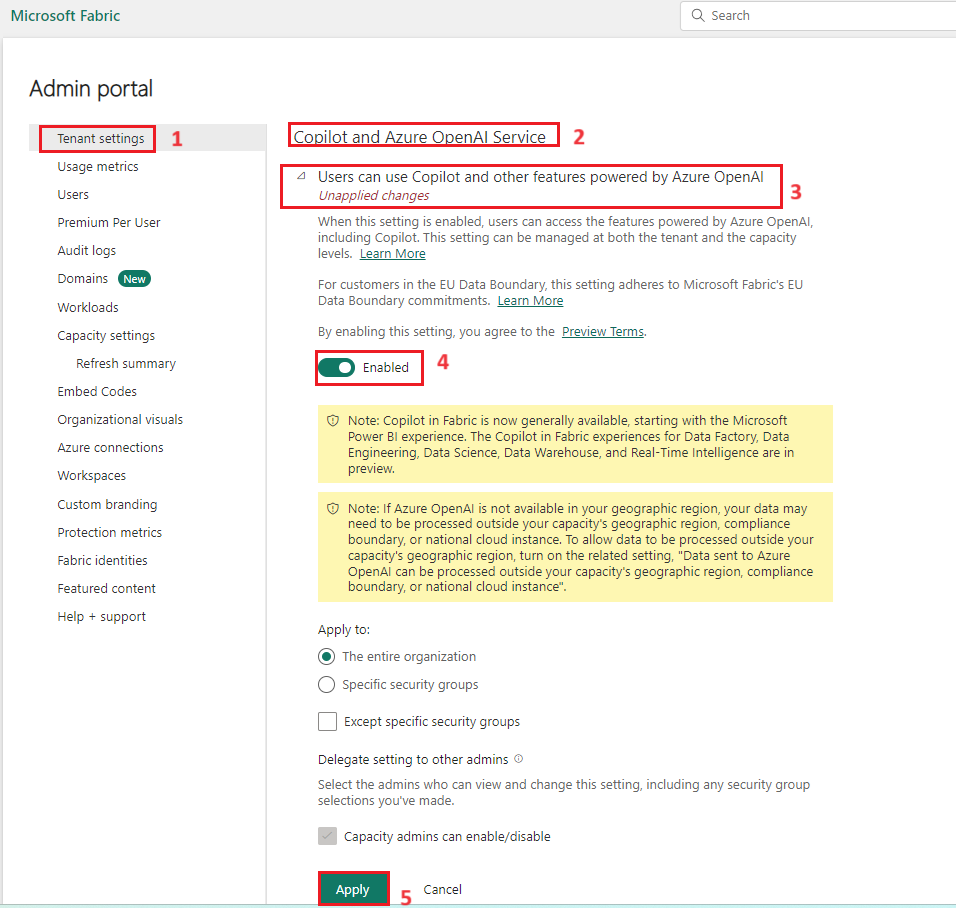 Microsoft Fabric
Search
Admin portal
Tenant settings
1
Usage metrics
Users
Premium Per User
Audit logs
Domains New
Workloads
Capacity settings
Refresh summary
Embed Codes
Organizational visuals
Azure connections
Workspaces
Custom branding
Protection metrics
Fabric identities
Featured content
Help + support
Copilot and Azure OpenAI Service
2
Users can use Copilot and other features powered by Azure OpenAI
Unapplied changes
3
When this setting is enabled, users can access the features powered by Azure OpenAI,
including Copilot. This setting can be managed at both the tenant and the capacity
levels. Learn More
For customers in the EU Data Boundary, this setting adheres to Microsoft Fabric's EU
Data Boundary commitments. Learn More
By enabling this setting, you agree to the Preview Terms.
Enabled
4
Note: Copilot in Fabric is now generally available, starting with the Microsoft
Power BI experience. The Copilot in Fabric experiences for Data Factory, Data
Engineering, Data Science, Data Warehouse, and Real-Time Intelligence are in
preview.
Note: If Azure OpenAI is not available in your geographic region, your data may
need to be processed outside your capacity's geographic region, compliance
boundary, or national cloud instance. To allow data to be processed outside your
capacity's geographic region, turn on the related setting, "Data sent to Azure
OpenAI can be processed outside your capacity's geographic region, compliance
boundary, or national cloud instance".
Apply to:
The entire organization
Specific security groups
Except specific security groups
Delegate setting to other admins
Select the admins who can view and change this setting, including any security group
selections you've made.
Capacity admins can enable/disable
Apply
5
Cancel